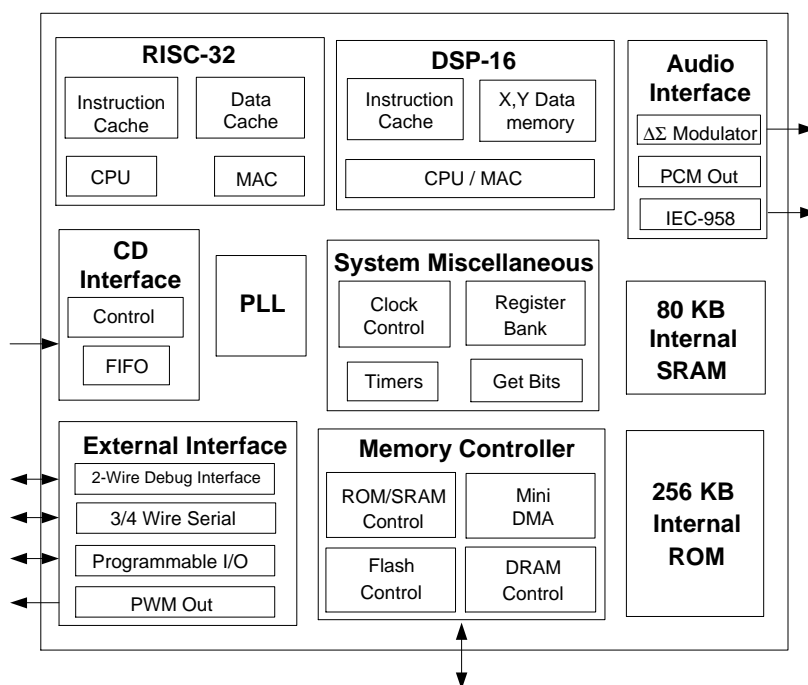 RISC-32
Instruction
Cache
Data
Cache
CPU
MAC
DSP-16
Instruction
Cache
X,Y Data
memory
CPU / MAC
Audio
Interface
ΔΣ Modulator
PCM Out
IEC-958
CD
Interface
Control
FIFO
PLL
System Miscellaneous
Clock
Control
Register
Bank
Timers
Get Bits
80 KB
Internal
SRAM
External Interface
2-Wire Debug Interface
3/4 Wire Serial
Programmable I/O
PWM Out
Memory Controller
ROM/SRAM
Control
Mini
DMA
Flash
Control
DRAM
Control
256 KB
Internal
ROM